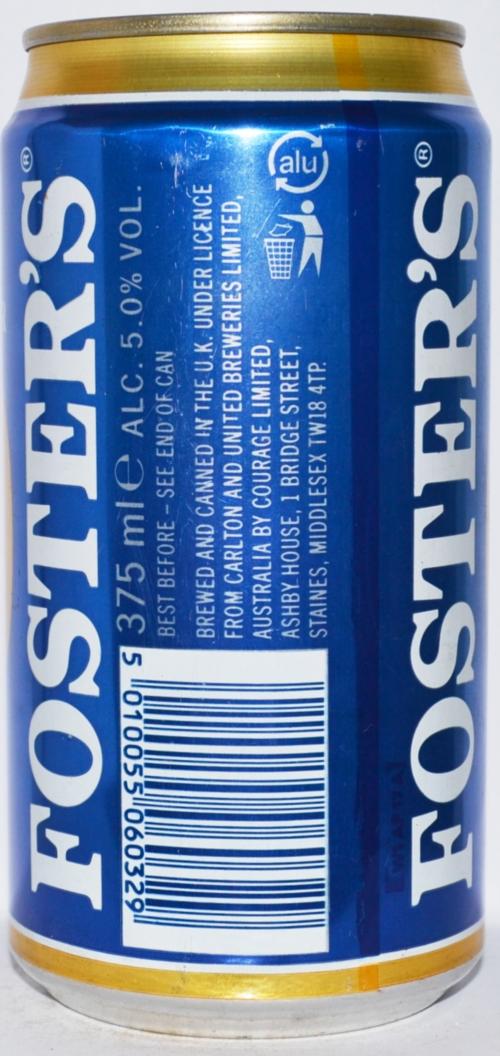 FOSTER'S®
375 ml ℮ ALC. 5.0% VOL.
BEST BEFORE – SEE END OF CAN
BREWED AND CANNED IN THE U.K. UNDER LICENCE
FROM CARLTON AND UNITED BREWERIES LIMITED,
AUSTRALIA BY COURAGE LIMITED,
ASHBY HOUSE, 1 BRIDGE STREET,
STAINES, MIDDLESEX TW18 4TP.
alu
5 010055 060329
FOSTER'S®